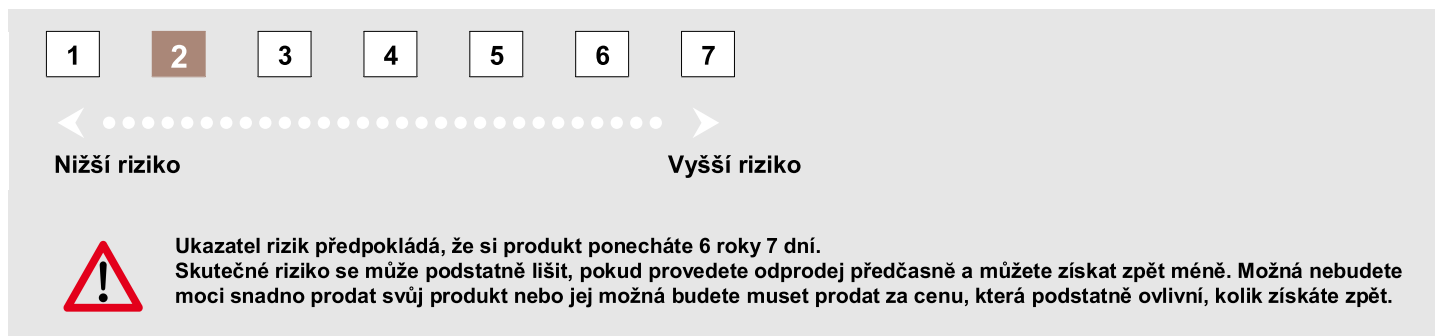 1 2 3 4 5 6 7
Nižší riziko Vyšší riziko
Ukazatel rizik předpokládá, že si produkt ponecháte 6 roky 7 dní.
Skutečné riziko se může podstatně lišit, pokud provedete odprodej předčasně a můžete získat zpět méně. Možná nebudete
moci snadno prodat svůj produkt nebo jej možná budete muset prodat za cenu, která podstatně ovlivní, kolik získáte zpět.